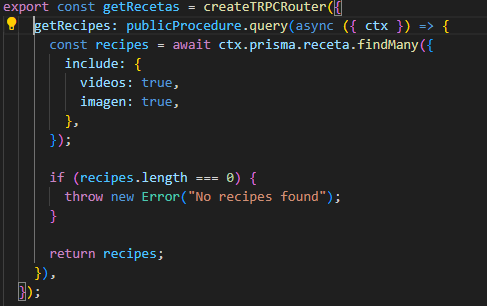 export const getRecetas = createTRPCRouter({
  getRecipes: publicProcedure.query(async ({ ctx }) => {
    const recipes = await ctx.prisma.receta.findMany({
      include: {
        videos: true,
        imagen: true,
      },
    });

    if (recipes.length === 0) {
      throw new Error("No recipes found");
    }

    return recipes;
  }),
});